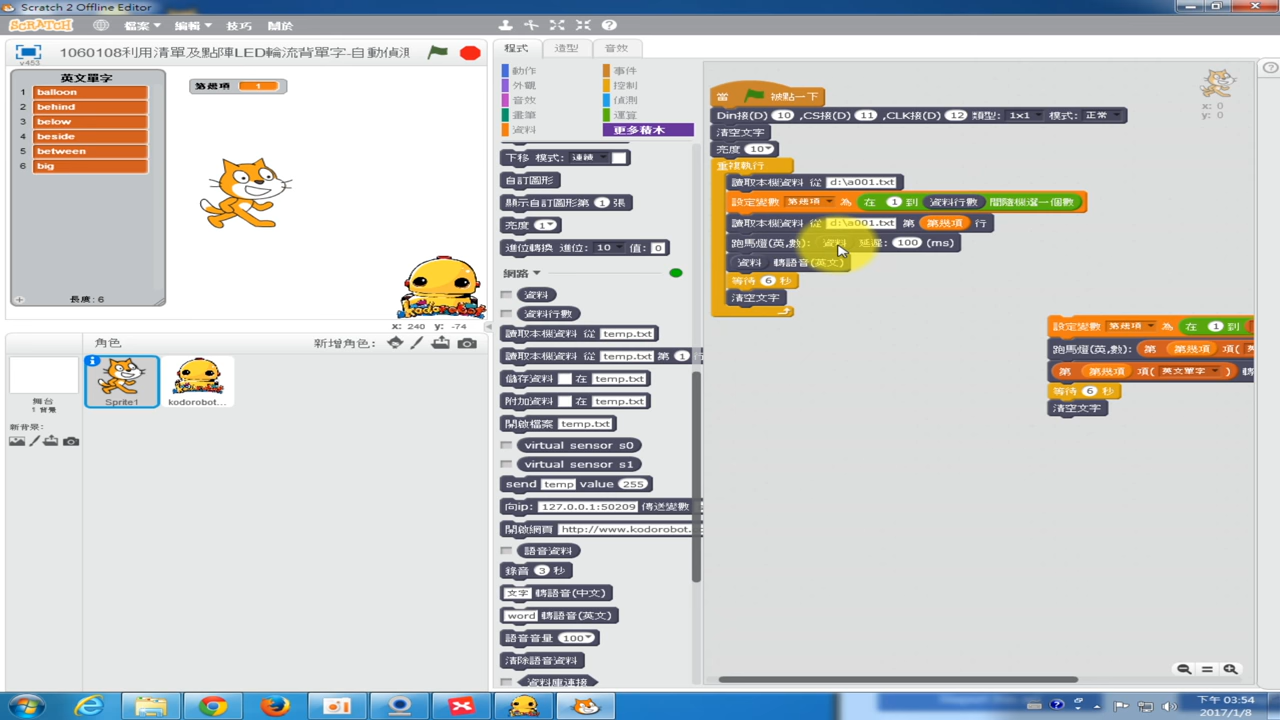 Scratch 2 Offline Editor
SCRATCH 檔案 編輯 技巧 關於
v453
1060108利用清單及點陣LED輪流背單字-自動偵測
英文單字
1 balloon
2 behind
3 below
4 beside
5 between
6 big
長度: 6
第幾項 1
kodorobot
x: 240 y: -74
角色
新增角色:
舞台
1 背景
新背景:
Sprite1
kodorobot...
程式 造型 音效
動作 事件
外觀 控制
音效 偵測
畫筆 運算
資料 更多積木
下移 模式: 連續
自訂圖形
顯示自訂圖形第 1 張
亮度 1
進位轉換 進位: 10 值: 0
網路
資料
資料行數
讀取本機資料 從 temp.txt
讀取本機資料 從 temp.txt 第 1 行
儲存資料 在 temp.txt
附加資料 在 temp.txt
開啟檔案 temp.txt
virtual sensor s0
virtual sensor s1
send temp value 255
向ip: 127.0.0.1:50209 傳送變數
開啟網頁 http://www.kodorobot.
語音資料
錄音 3 秒
文字 轉語音(中文)
word 轉語音(英文)
語音音量 100
清除語音資料
資料庫連接
當 被點一下
Din接(D) 10 ,CS接(D) 11 ,CLK接(D) 12 類型: 1x1 模式: 正常
清空文字
亮度 10
重複執行
讀取本機資料 從 d:\a001.txt
設定變數 第幾項 為 在 1 到 資料行數 間隨機選一個數
讀取本機資料 從 d:\a001.txt 第 第幾項 行
跑馬燈(英,數): 資料 延遲: 100 (ms)
資料 轉語音(英文)
等待 6 秒
清空文字
x: 0
y: 0
設定變數 第幾項 為 在 1 到
跑馬燈(英,數): 第 第幾項 項(
第 第幾項 項( 英文單字 )
等待 6 秒
清空文字
下午 03:54
2017/1/8